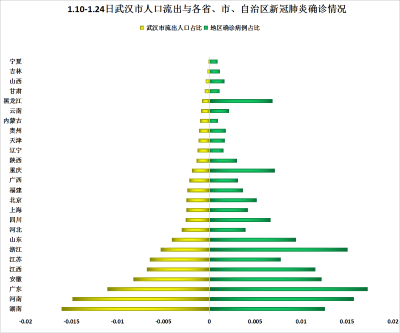 1.10-1.24日武汉市人口流出与各省、市、自治区新冠肺炎确诊情况
武汉市流出人口占比 地区确诊病例占比
宁夏
吉林
山西
甘肃
黑龙江
云南
内蒙古
贵州
天津
辽宁
陕西
重庆
广西
福建
北京
上海
四川
河北
山东
浙江
江苏
江西
安徽
广东
河南
湖南
-0.02 -0.015 -0.01 -0.005 0 0.005 0.01 0.015 0.02